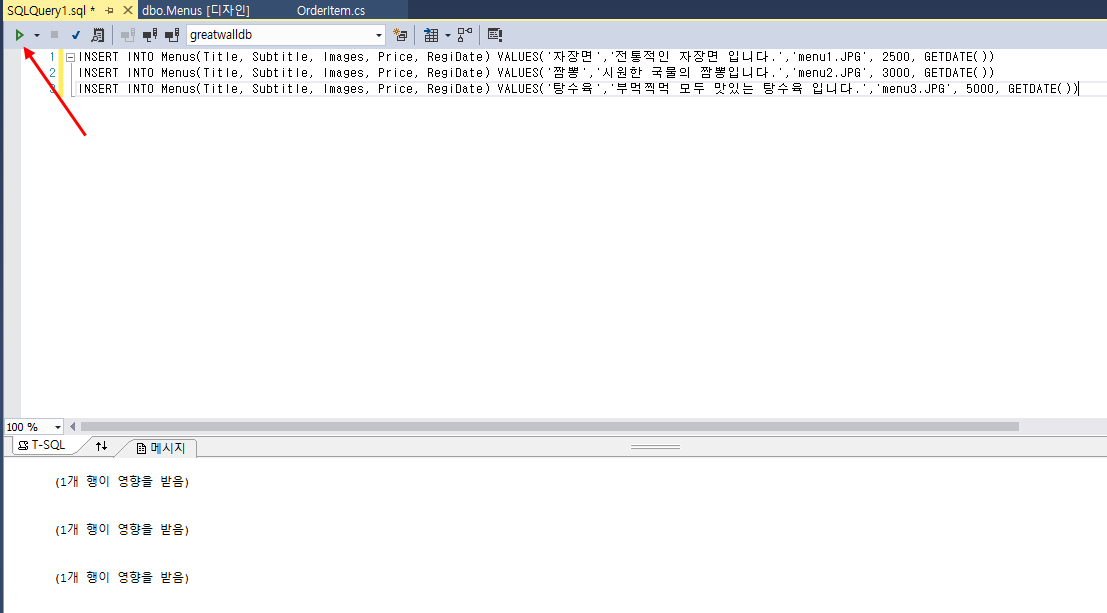 SQLQuery1.sql * dbo.Menus [디자인] OrderItem.cs
greatwalldb
1 INSERT INTO Menus(Title, Subtitle, Images, Price, RegiDate) VALUES('자장면','전통적인 자장면 입니다.','menu1.JPG', 2500, GETDATE())
2 INSERT INTO Menus(Title, Subtitle, Images, Price, RegiDate) VALUES('짬뽕','시원한 국물의 짬뽕입니다.','menu2.JPG', 3000, GETDATE())
3 INSERT INTO Menus(Title, Subtitle, Images, Price, RegiDate) VALUES('탕수육','부먹찍먹 모두 맛있는 탕수육 입니다.','menu3.JPG', 5000, GETDATE())
100 %
T-SQL 메시지
(1개 행이 영향을 받음)
(1개 행이 영향을 받음)
(1개 행이 영향을 받음)